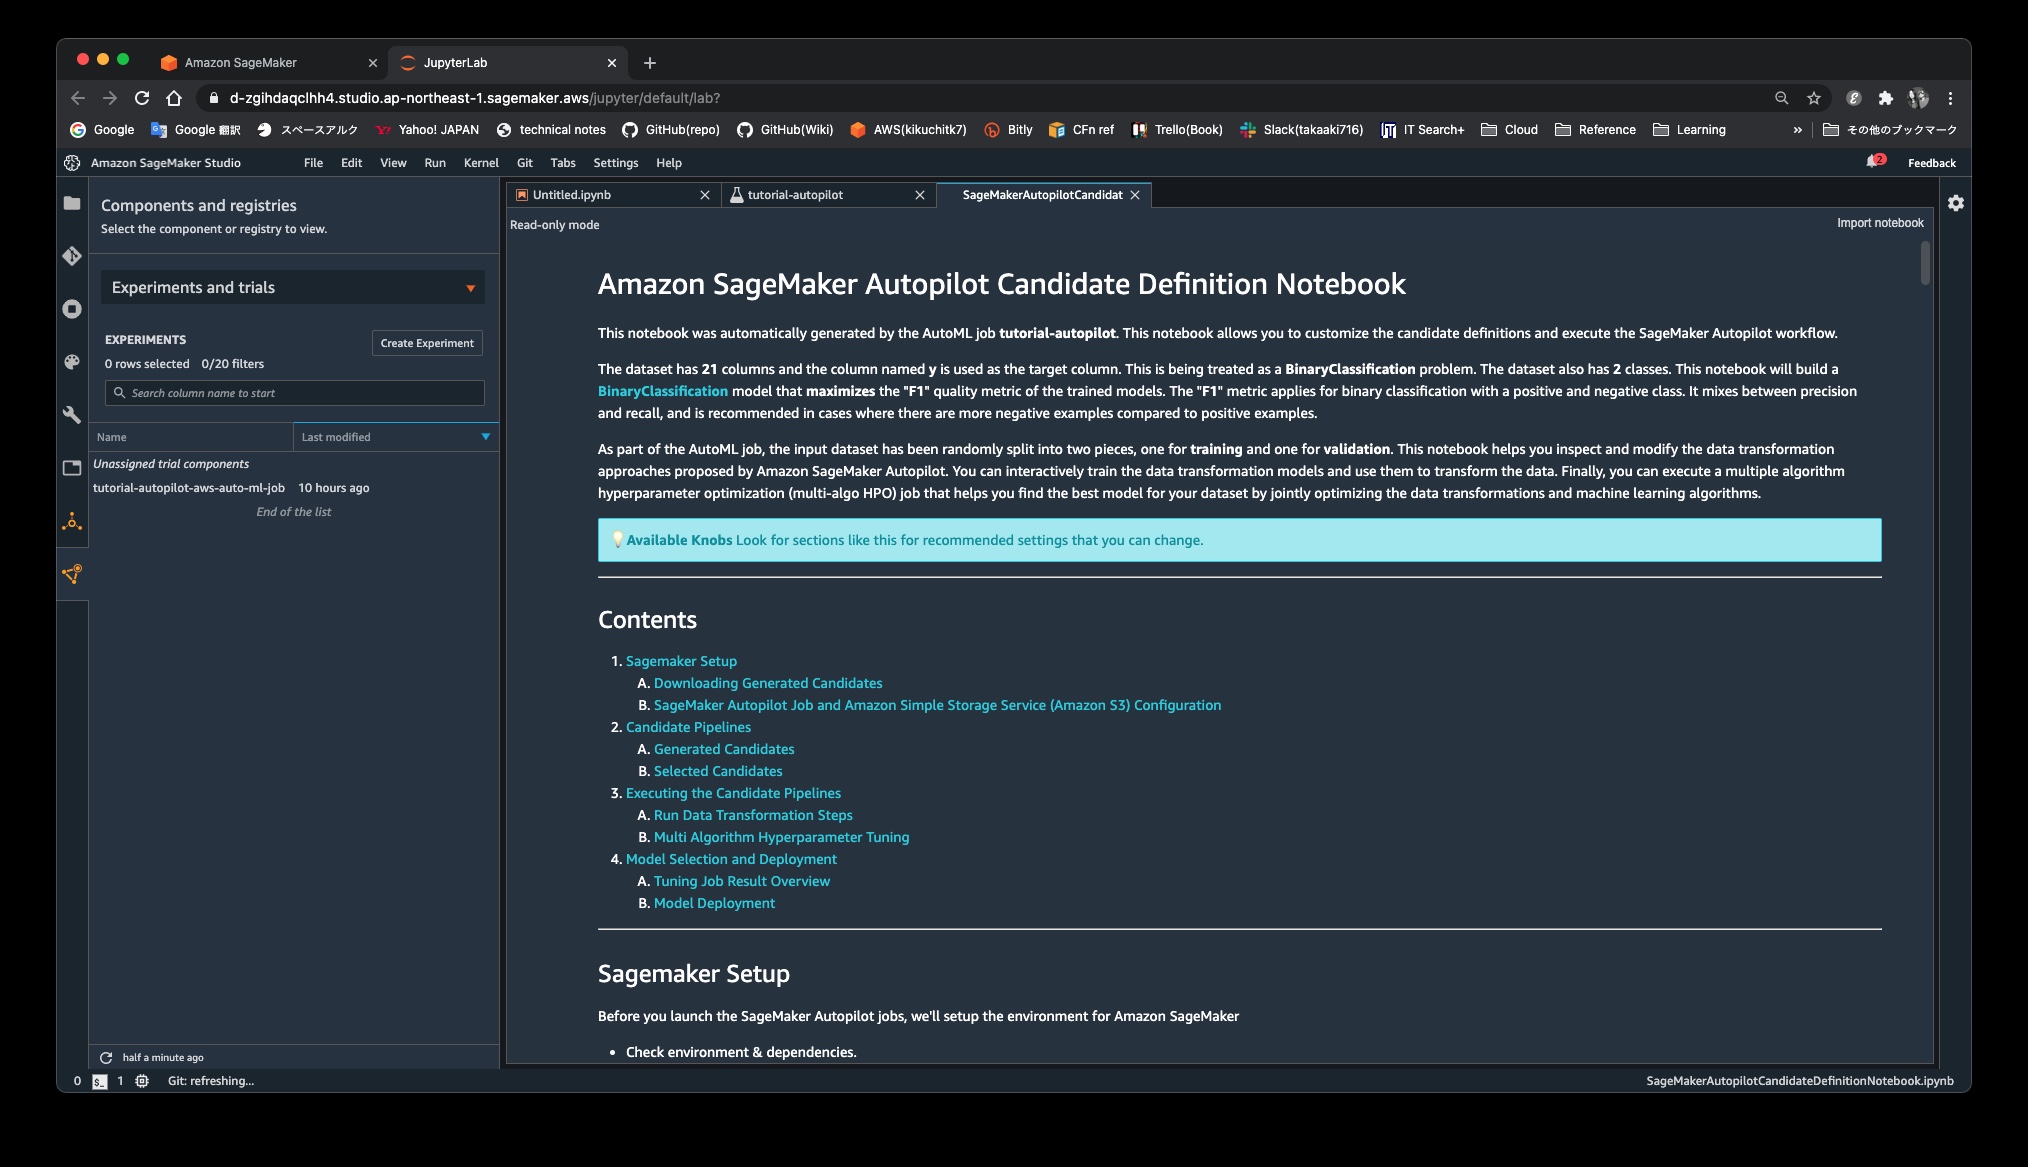 Amazon SageMaker
JupyterLab
d-zgihdaqclhh4.studio.ap-northeast-1.sagemaker.aws/jupyter/default/lab?
Google
Google 翻訳
スペースアルク
Yahoo! JAPAN
technical notes
GitHub(repo)
GitHub(Wiki)
AWS(kikuchitk7)
Bitly
CFn ref
Trello(Book)
Slack(takaaki716)
IT Search+
Cloud
Reference
Learning
»
その他のブックマーク
Amazon SageMaker Studio
File Edit View Run Kernel Git Tabs Settings Help
2
Feedback
Components and registries
Select the component or registry to view.
Experiments and trials
EXPERIMENTS
Create Experiment
0 rows selected 0/20 filters
Search column name to start
Name
Last modified
Unassigned trial components
tutorial-autopilot-aws-auto-ml-job 10 hours ago
End of the list
half a minute ago
Untitled.ipynb
tutorial-autopilot
SageMakerAutopilotCandidat
Read-only mode
Import notebook
Amazon SageMaker Autopilot Candidate Definition Notebook
This notebook was automatically generated by the AutoML job tutorial-autopilot. This notebook allows you to customize the candidate definitions and execute the SageMaker Autopilot workflow.
The dataset has 21 columns and the column named y is used as the target column. This is being treated as a BinaryClassification problem. The dataset also has 2 classes. This notebook will build a
BinaryClassification model that maximizes the "F1" quality metric of the trained models. The "F1" metric applies for binary classification with a positive and negative class. It mixes between precision
and recall, and is recommended in cases where there are more negative examples compared to positive examples.
As part of the AutoML job, the input dataset has been randomly split into two pieces, one for training and one for validation. This notebook helps you inspect and modify the data transformation
approaches proposed by Amazon SageMaker Autopilot. You can interactively train the data transformation models and use them to transform the data. Finally, you can execute a multiple algorithm
hyperparameter optimization (multi-algo HPO) job that helps you find the best model for your dataset by jointly optimizing the data transformations and machine learning algorithms.
💡Available Knobs Look for sections like this for recommended settings that you can change.
Contents
1. Sagemaker Setup
A. Downloading Generated Candidates
B. SageMaker Autopilot Job and Amazon Simple Storage Service (Amazon S3) Configuration
2. Candidate Pipelines
A. Generated Candidates
B. Selected Candidates
3. Executing the Candidate Pipelines
A. Run Data Transformation Steps
B. Multi Algorithm Hyperparameter Tuning
4. Model Selection and Deployment
A. Tuning Job Result Overview
B. Model Deployment
Sagemaker Setup
Before you launch the SageMaker Autopilot jobs, we'll setup the environment for Amazon SageMaker
• Check environment & dependencies.
0 $_ 1 Git: refreshing...
SageMakerAutopilotCandidateDefinitionNotebook.ipynb